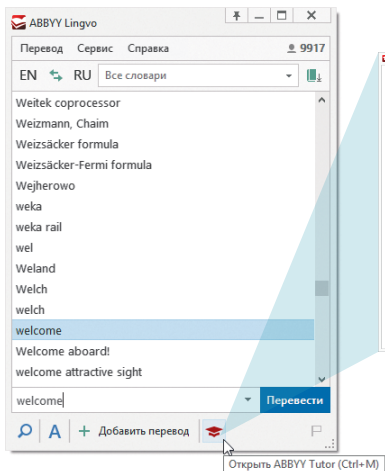 ABBYY Lingvo
Перевод Сервис Справка 9917
EN RU Все словари
Weitek coprocessor
Weizmann, Chaim
Weizsäcker formula
Weizsäcker-Fermi formula
Wejherowo
weka
weka rail
wel
Weland
Welch
welch
welcome
Welcome aboard!
welcome attractive sight
welcome Перевести
A + Добавить перевод
Открыть ABBYY Tutor (Ctrl+M)